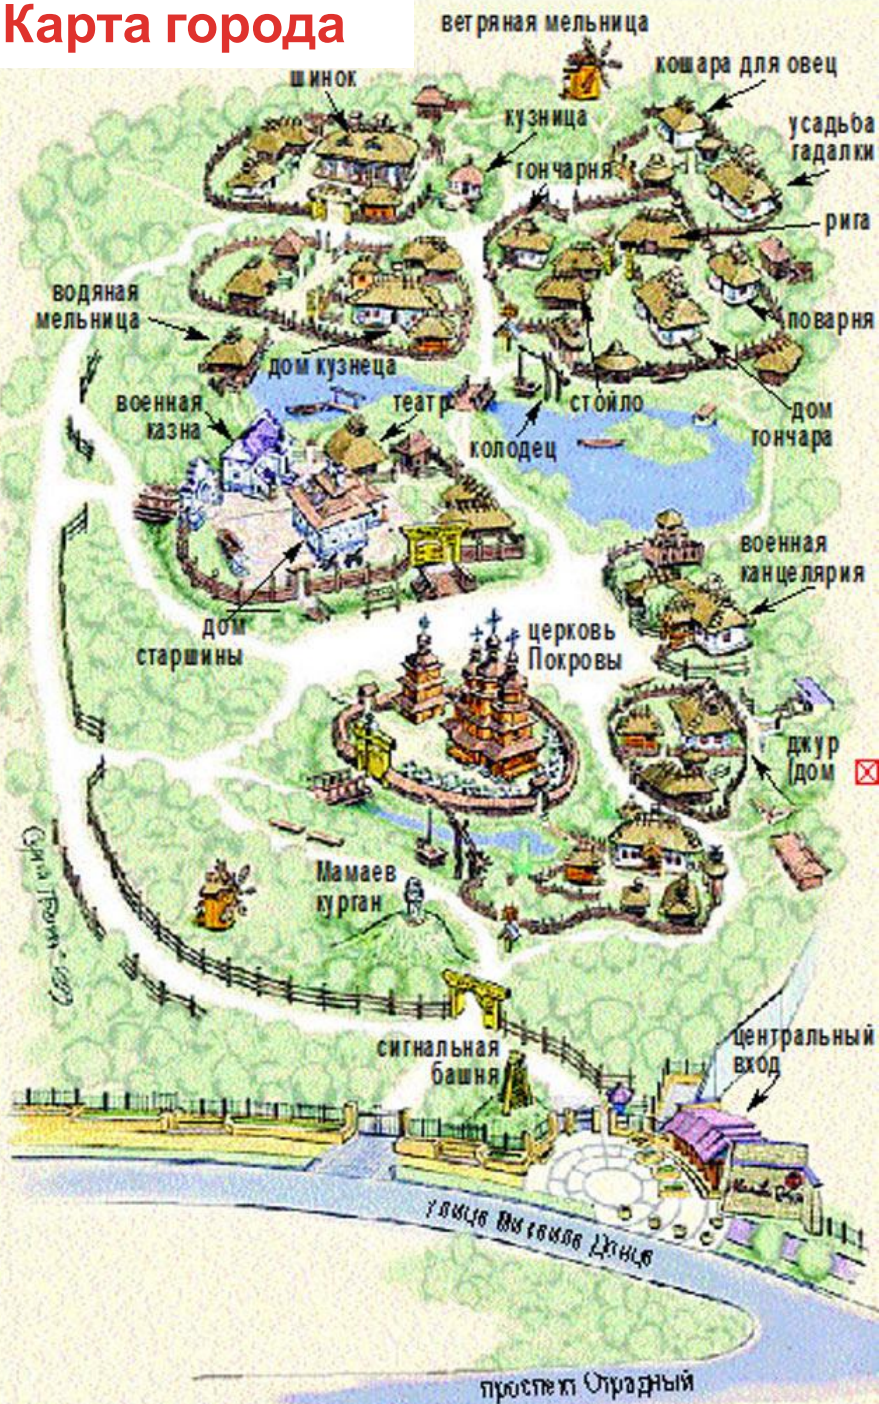 Карта города
ветряная мельница
шинок
кошара для овец
кузница
усадьба
гадалки
гончарня
рига
водяная
мельница
поварня
дом кузнеца
военная
казна
театр
стойло
дом
гончара
колодец
военная
канцелярия
дом
старшины
церковь
Покровы
джур
(дом
Мамаев
курган
центральный
вход
сигнальная
башня
улица Донца
проспект Отрадный